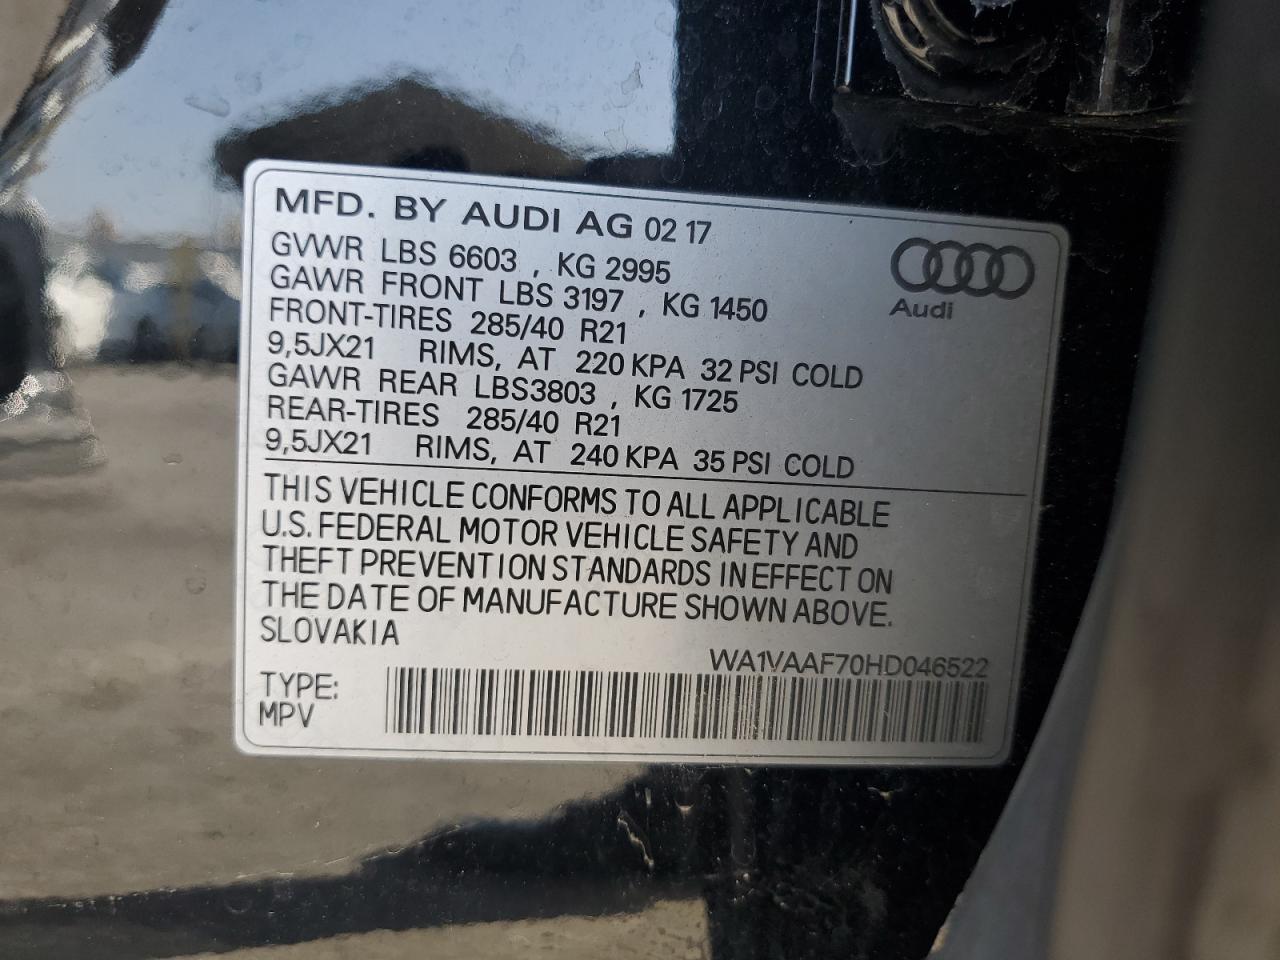 MFD. BY AUDI AG 02 17
GVWR LBS 6603 , KG 2995
GAWR FRONT LBS 3197 , KG 1450
FRONT-TIRES 285/40 R21
9,5JX21 RIMS, AT 220 KPA 32 PSI COLD
GAWR REAR LBS3803 , KG 1725
REAR-TIRES 285/40 R21
9,5JX21 RIMS, AT 240 KPA 35 PSI COLD
Audi
THIS VEHICLE CONFORMS TO ALL APPLICABLE
U.S. FEDERAL MOTOR VEHICLE SAFETY AND
THEFT PREVENTION STANDARDS IN EFFECT ON
THE DATE OF MANUFACTURE SHOWN ABOVE.
SLOVAKIA
WA1VAAF70HD046522
TYPE:
MPV